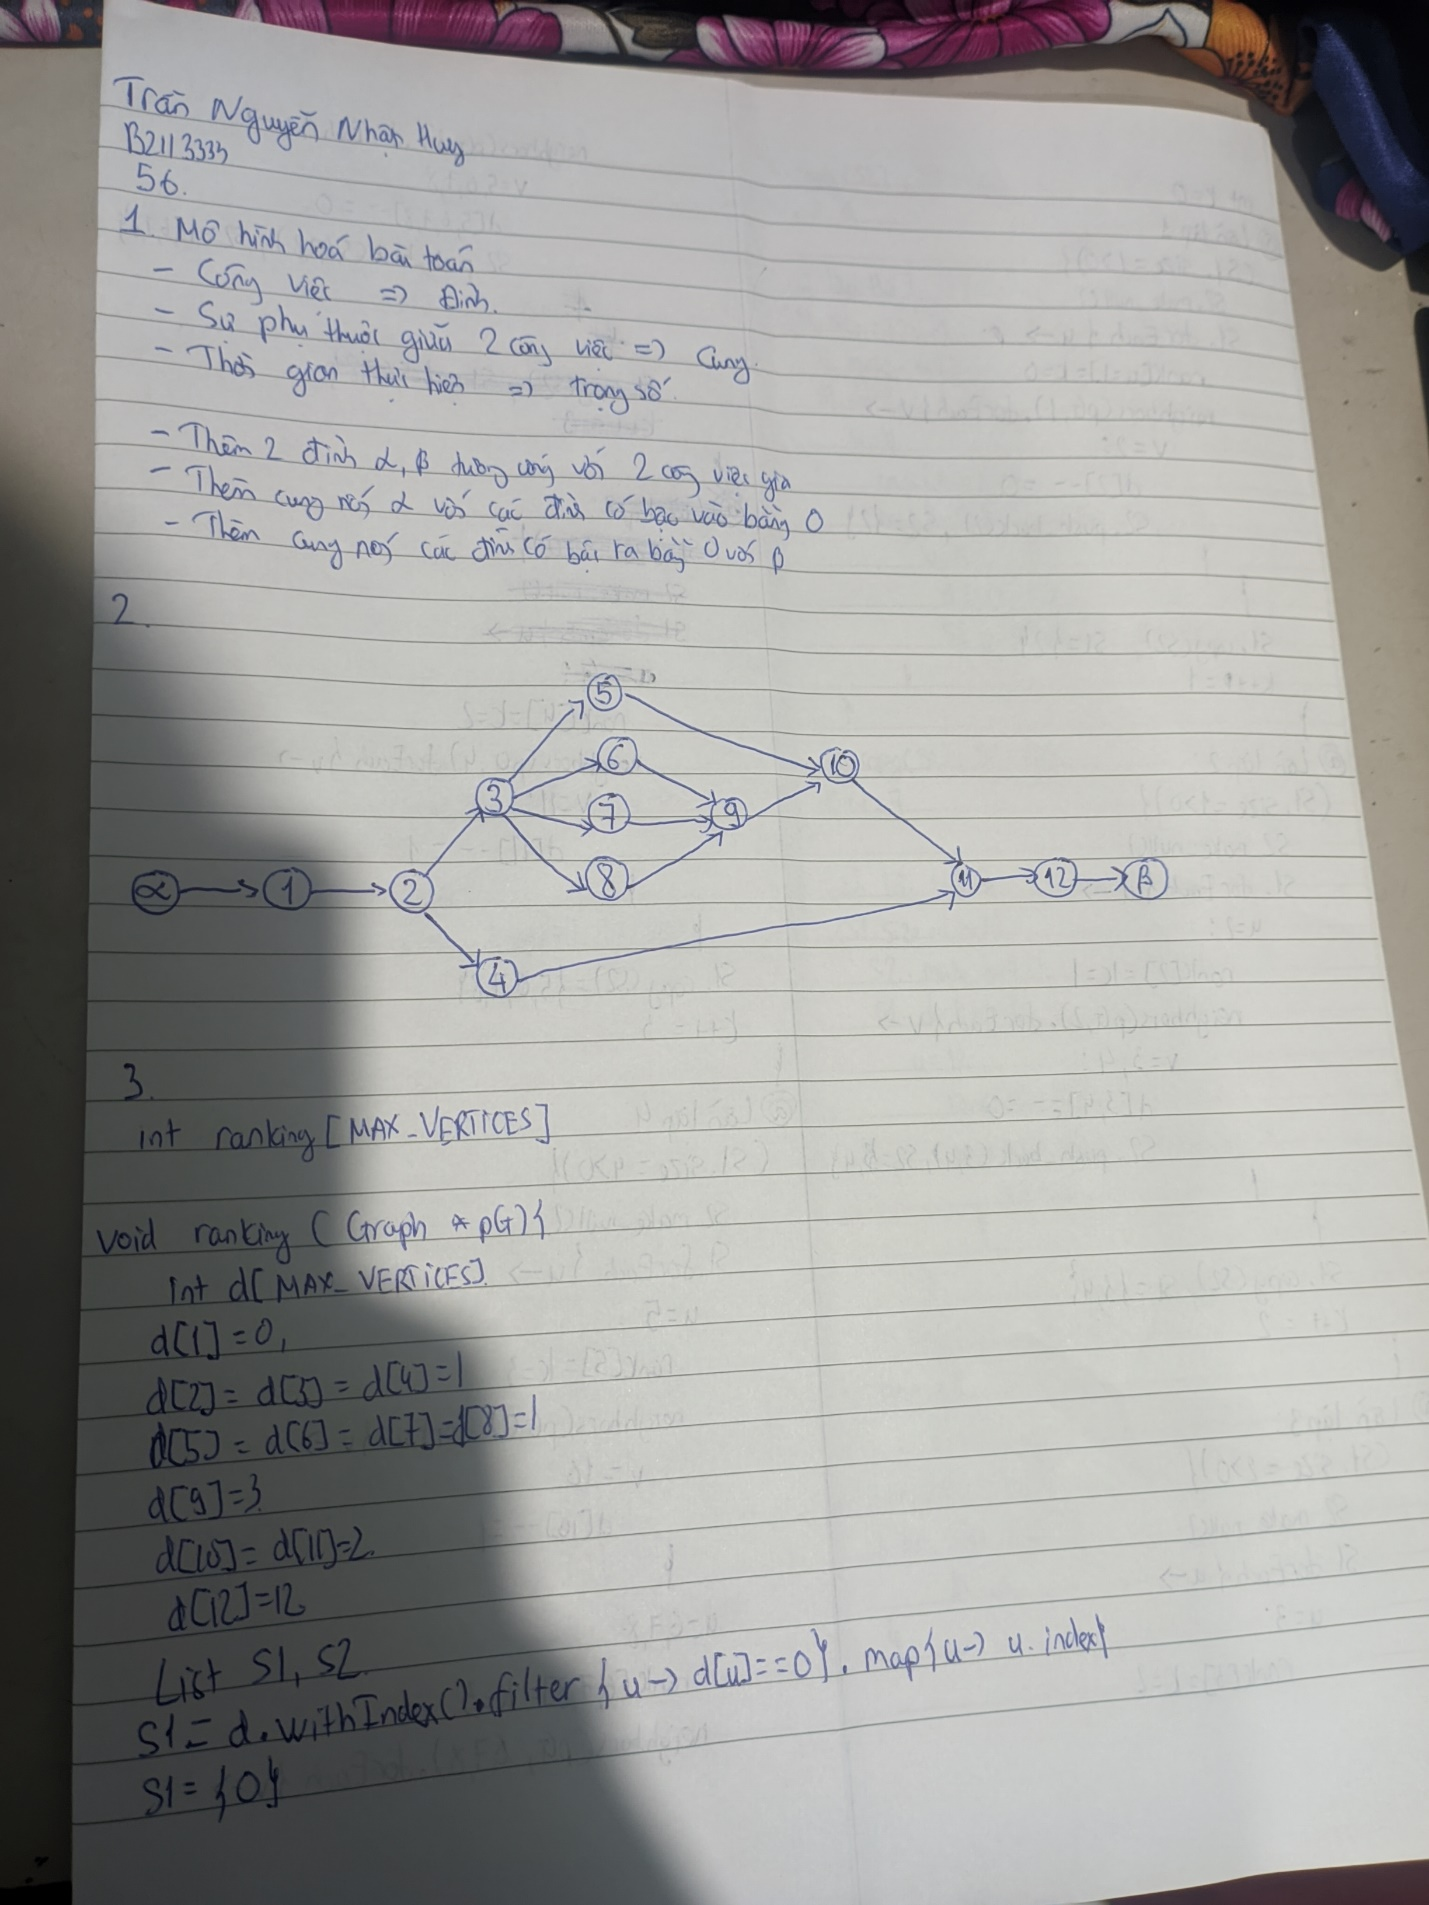 Trần Nguyễn Nhật Huy
B2113333
56.
1. Mô hình hoá bài toán
- Công việc => Đỉnh.
- Sự phụ thuộc giữa 2 công việc => Cung.
- Thời gian thực hiện => trọng số.
- Thêm 2 đỉnh α, β tương ứng với 2 công việc giả
- Thêm cung nối α với các đỉnh có bậc vào bằng 0
- Thêm cung nối các đỉnh có bậc ra bằng 0 với β
2.
5
6
10
3
7
9
α
1
2
8
11
12
β
4
3.
int ranking [MAX_VERTICES]
void ranking (Graph *pG){
int d[MAX_VERTICES]
d[1]=0,
d[2]= d[3]= d[4]=1
d[5]= d[6]= d[7]=d[8]=1
d[9]=3
d[10]= d[11]=2.
d[12]=12
List S1, S2
S1= d.withIndex().filter {u-> d[u]==0}.map{u-> u.index}
S1= {0}